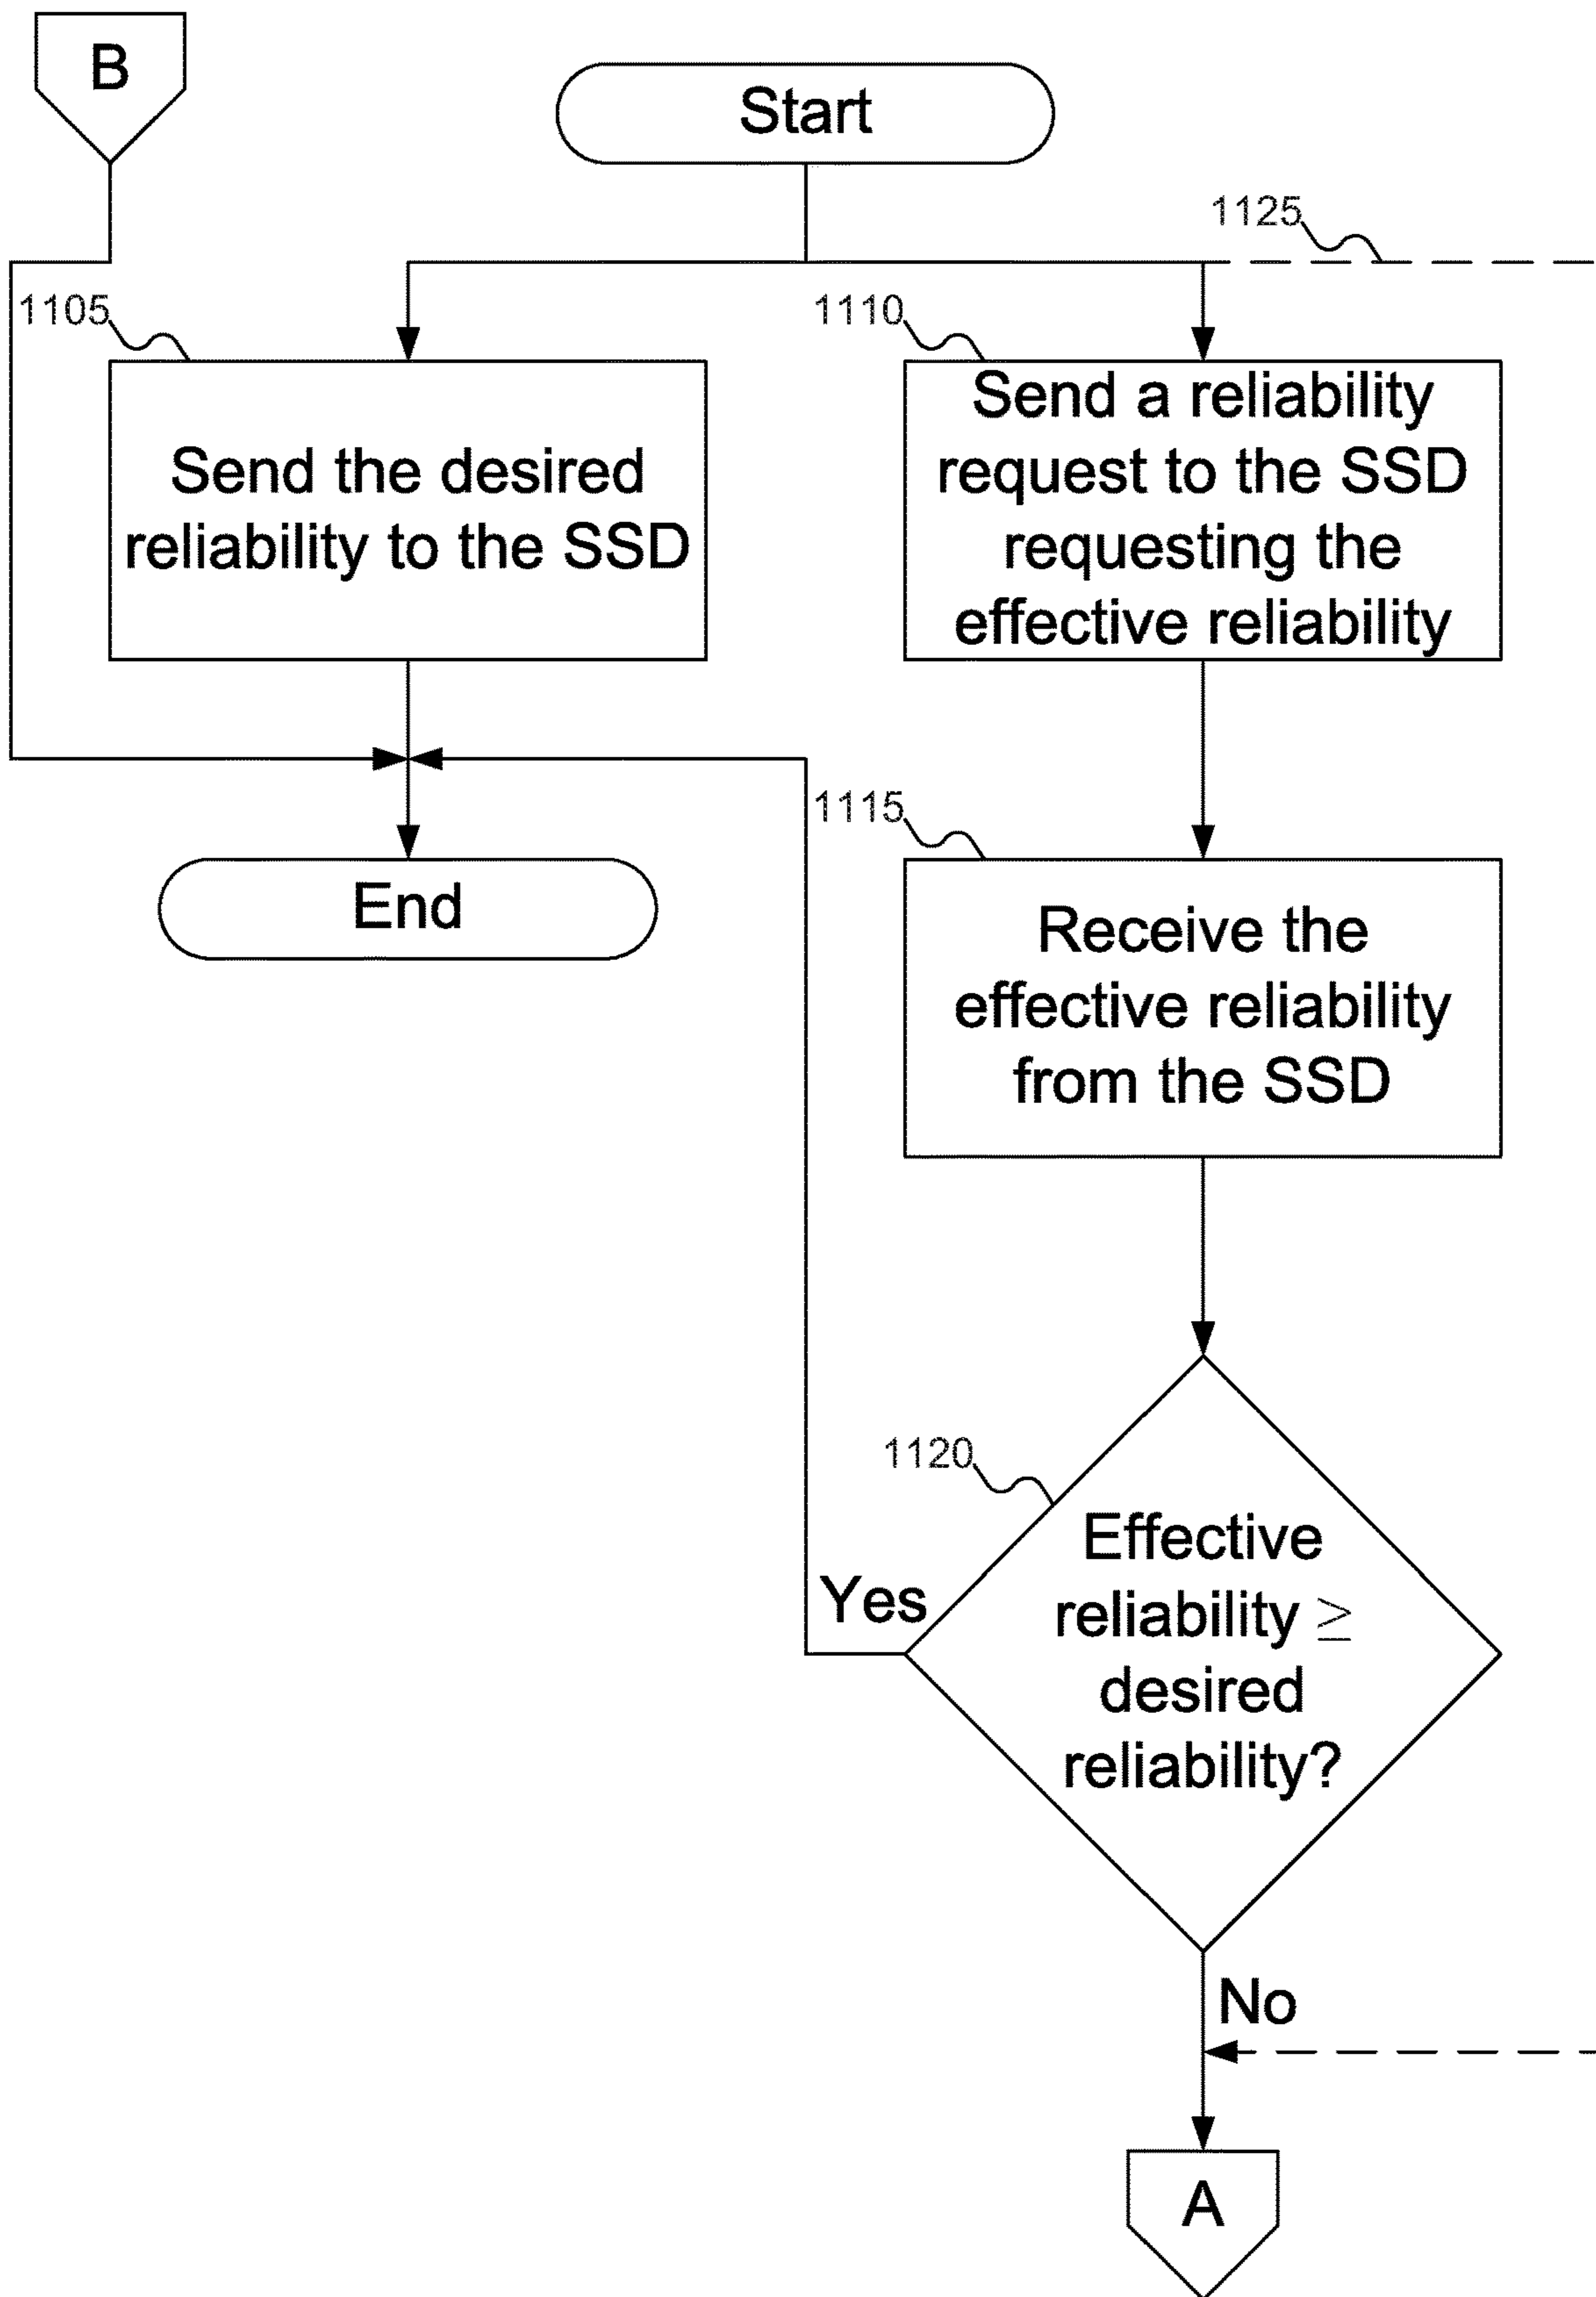 B
Start
1125
1105
1110
Send the desired
reliability to the SSD
Send a reliability
request to the SSD
requesting the
effective reliability
1115
End
Receive the
effective reliability
from the SSD
1120
Effective
reliability ≥
desired
reliability?
Yes
No
A